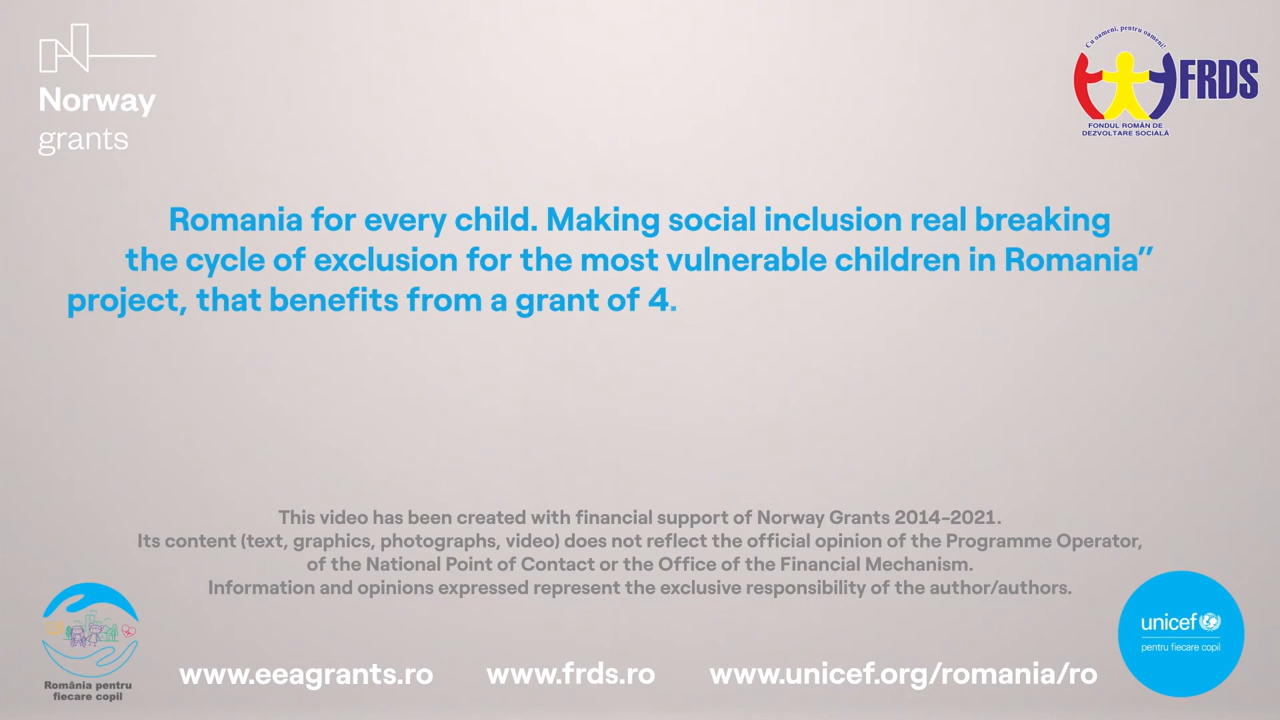 Norway
grants
Cu oameni, pentru oameni!
FRDS
FONDUL ROMÂN DE
DEZVOLTARE SOCIALĂ
Romania for every child. Making social inclusion real breaking
the cycle of exclusion for the most vulnerable children in Romania”
project, that benefits from a grant of 4.
This video has been created with financial support of Norway Grants 2014-2021.
Its content (text, graphics, photographs, video) does not reflect the official opinion of the Programme Operator,
of the National Point of Contact or the Office of the Financial Mechanism.
Information and opinions expressed represent the exclusive responsibility of the author/authors.
România pentru
fiecare copil
www.eeagrants.ro www.frds.ro www.unicef.org/romania/ro
unicef
pentru fiecare copil